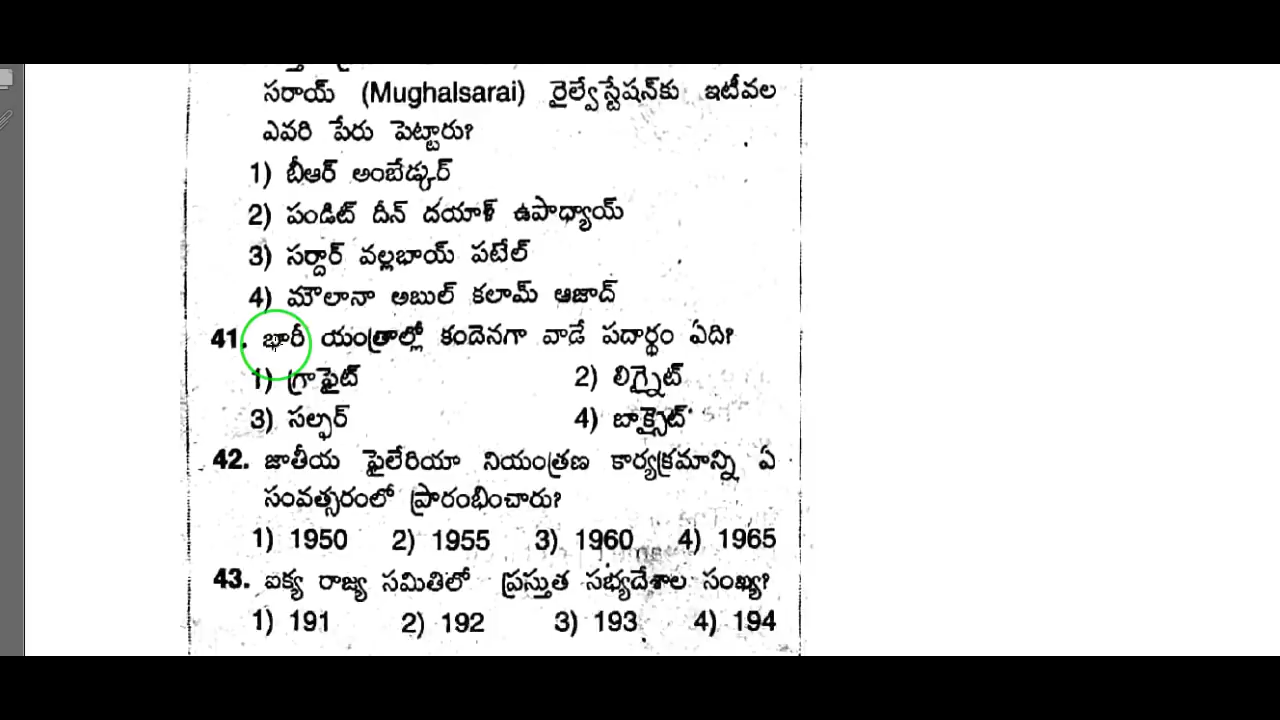 సరాయ్ (Mughalsarai) రైల్వేస్టేషన్‌కు ఇటీవల
ఎవరి పేరు పెట్టారు?
1) బీఆర్ అంబేడ్కర్
2) పండిట్ దీన్ దయాళ్ ఉపాధ్యాయ్
3) సర్దార్ వల్లభాయ్ పటేల్
4) మౌలానా అబుల్ కలామ్ ఆజాద్
41. భారీ యంత్రాల్లో కందెనగా వాడే పదార్థం ఏది?
1) గ్రాఫైట్ 2) లిగ్నైట్
3) సల్ఫర్ 4) బాక్సైట్
42. జాతీయ ఫైలేరియా నియంత్రణ కార్యక్రమాన్ని ఏ
సంవత్సరంలో ప్రారంభించారు?
1) 1950 2) 1955 3) 1960 4) 1965
43. ఐక్య రాజ్య సమితిలో ప్రస్తుత సభ్యదేశాల సంఖ్య?
1) 191 2) 192 3) 193 4) 194